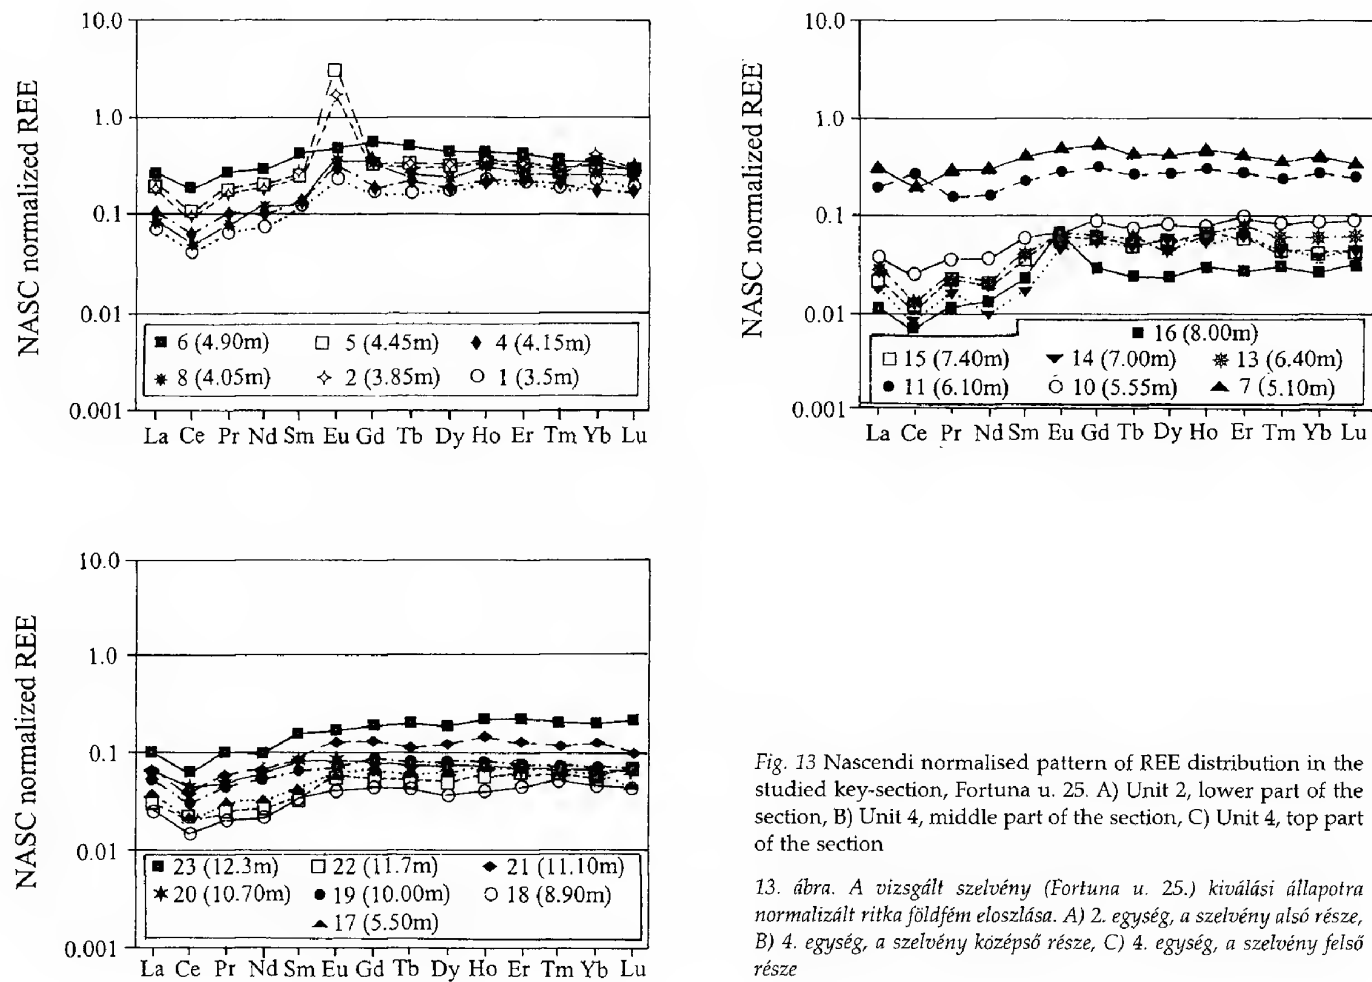 NASC normalized REE
10.0
1.0
0.1
0.01
0.001
6 (4.90m) 5 (4.45m) 4 (4.15m)
8 (4.05m) 2 (3.85m) 1 (3.5m)
La Ce Pr Nd Sm Eu Gd Tb Dy Ho Er Tm Yb Lu
NASC normalized REE
10.0
1.0
0.1
0.01
0.001
16 (8.00m)
15 (7.40m) 14 (7.00m) 13 (6.40m)
11 (6.10m) 10 (5.55m) 7 (5.10m)
La Ce Pr Nd Sm Eu Gd Tb Dy Ho Er Tm Yb Lu
NASC normalized REE
10.0
1.0
0.1
0.01
0.001
23 (12.3m) 22 (11.7m) 21 (11.10m)
20 (10.70m) 19 (10.00m) 18 (8.90m)
17 (5.50m)
La Ce Pr Nd Sm Eu Gd Tb Dy Ho Er Tm Yb Lu
Fig. 13 Nascendi normalised pattern of REE distribution in the
studied key-section, Fortuna u. 25. A) Unit 2, lower part of the
section, B) Unit 4, middle part of the section, C) Unit 4, top part
of the section
13. ábra. A vizsgált szelvény (Fortuna u. 25.) kiválási állapotra
normalizált ritka földfém eloszlása. A) 2. egység, a szelvény alsó része,
B) 4. egység, a szelvény középső része, C) 4. egység, a szelvény felső
része